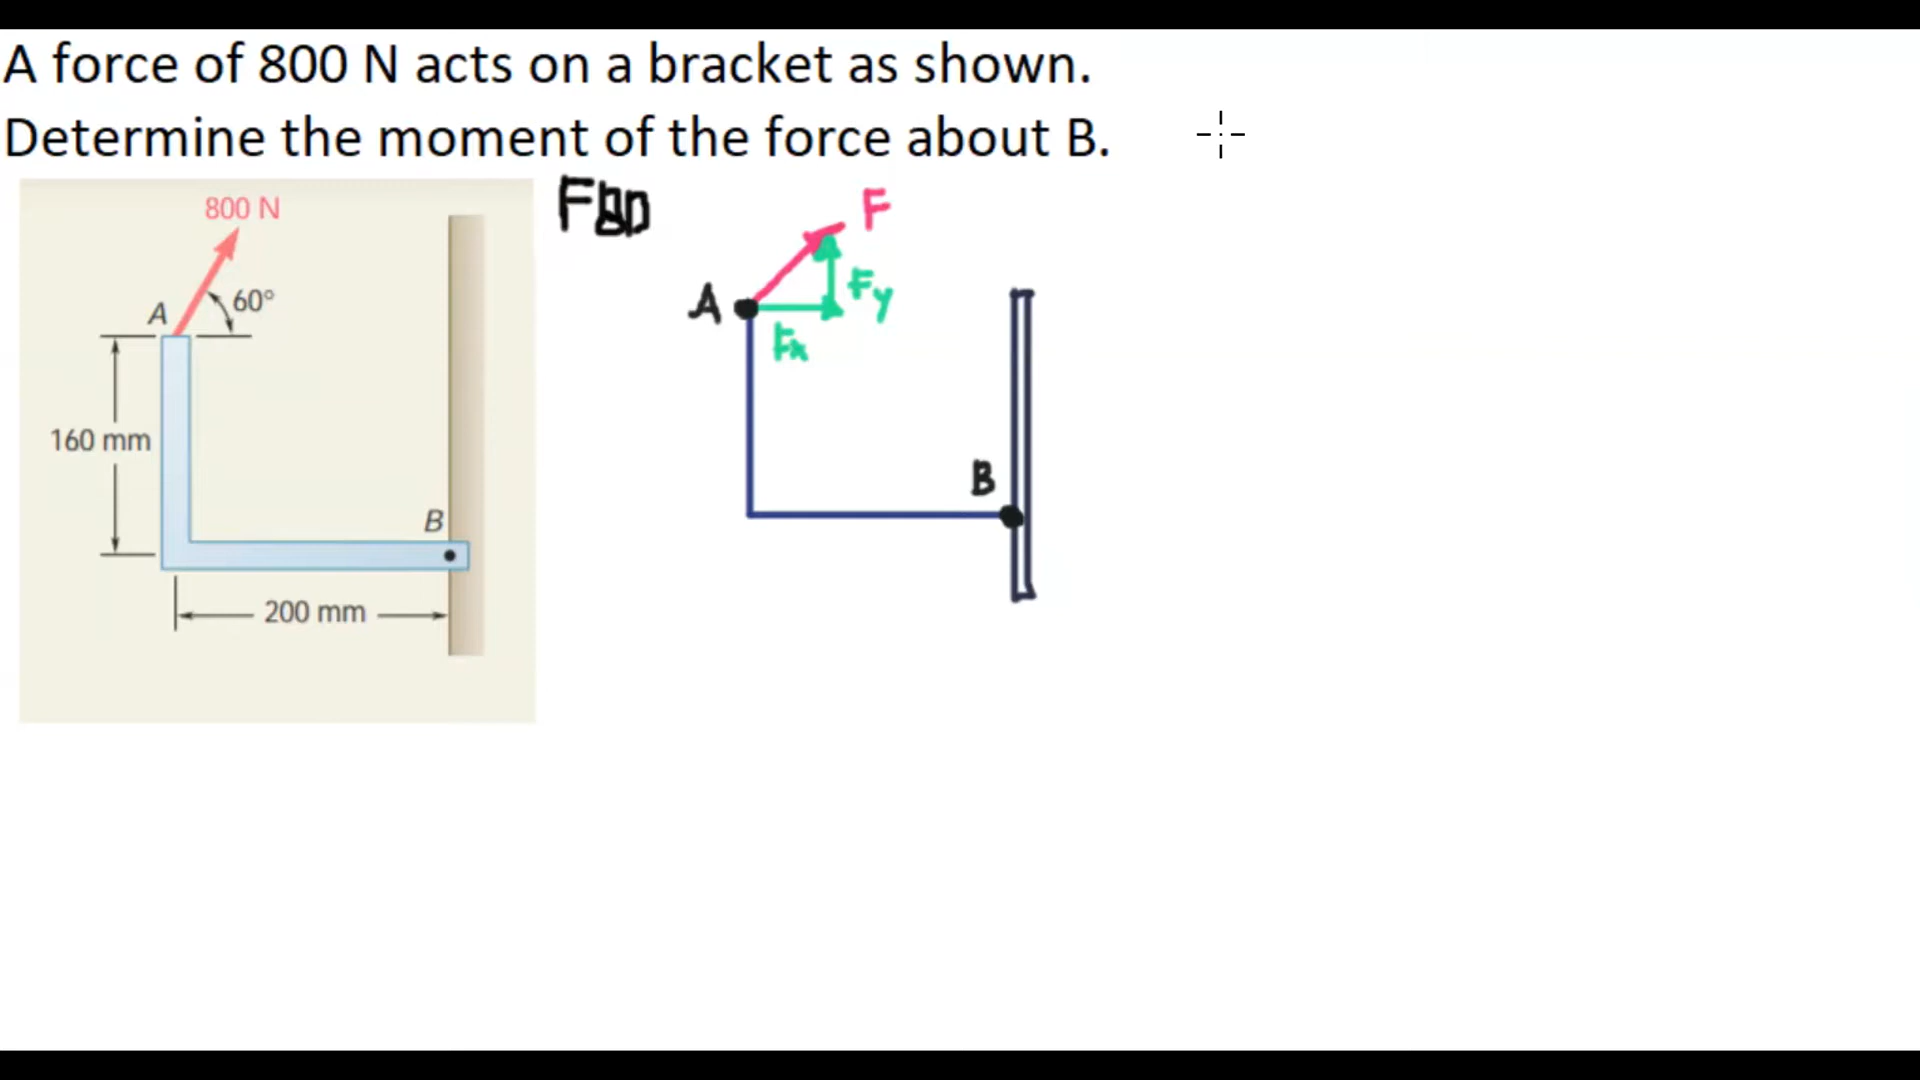 A force of 800 N acts on a bracket as shown.
Determine the moment of the force about B.
800 N
A
60°
160 mm
B
200 mm
FBD
F
A
Fy
Fx
B